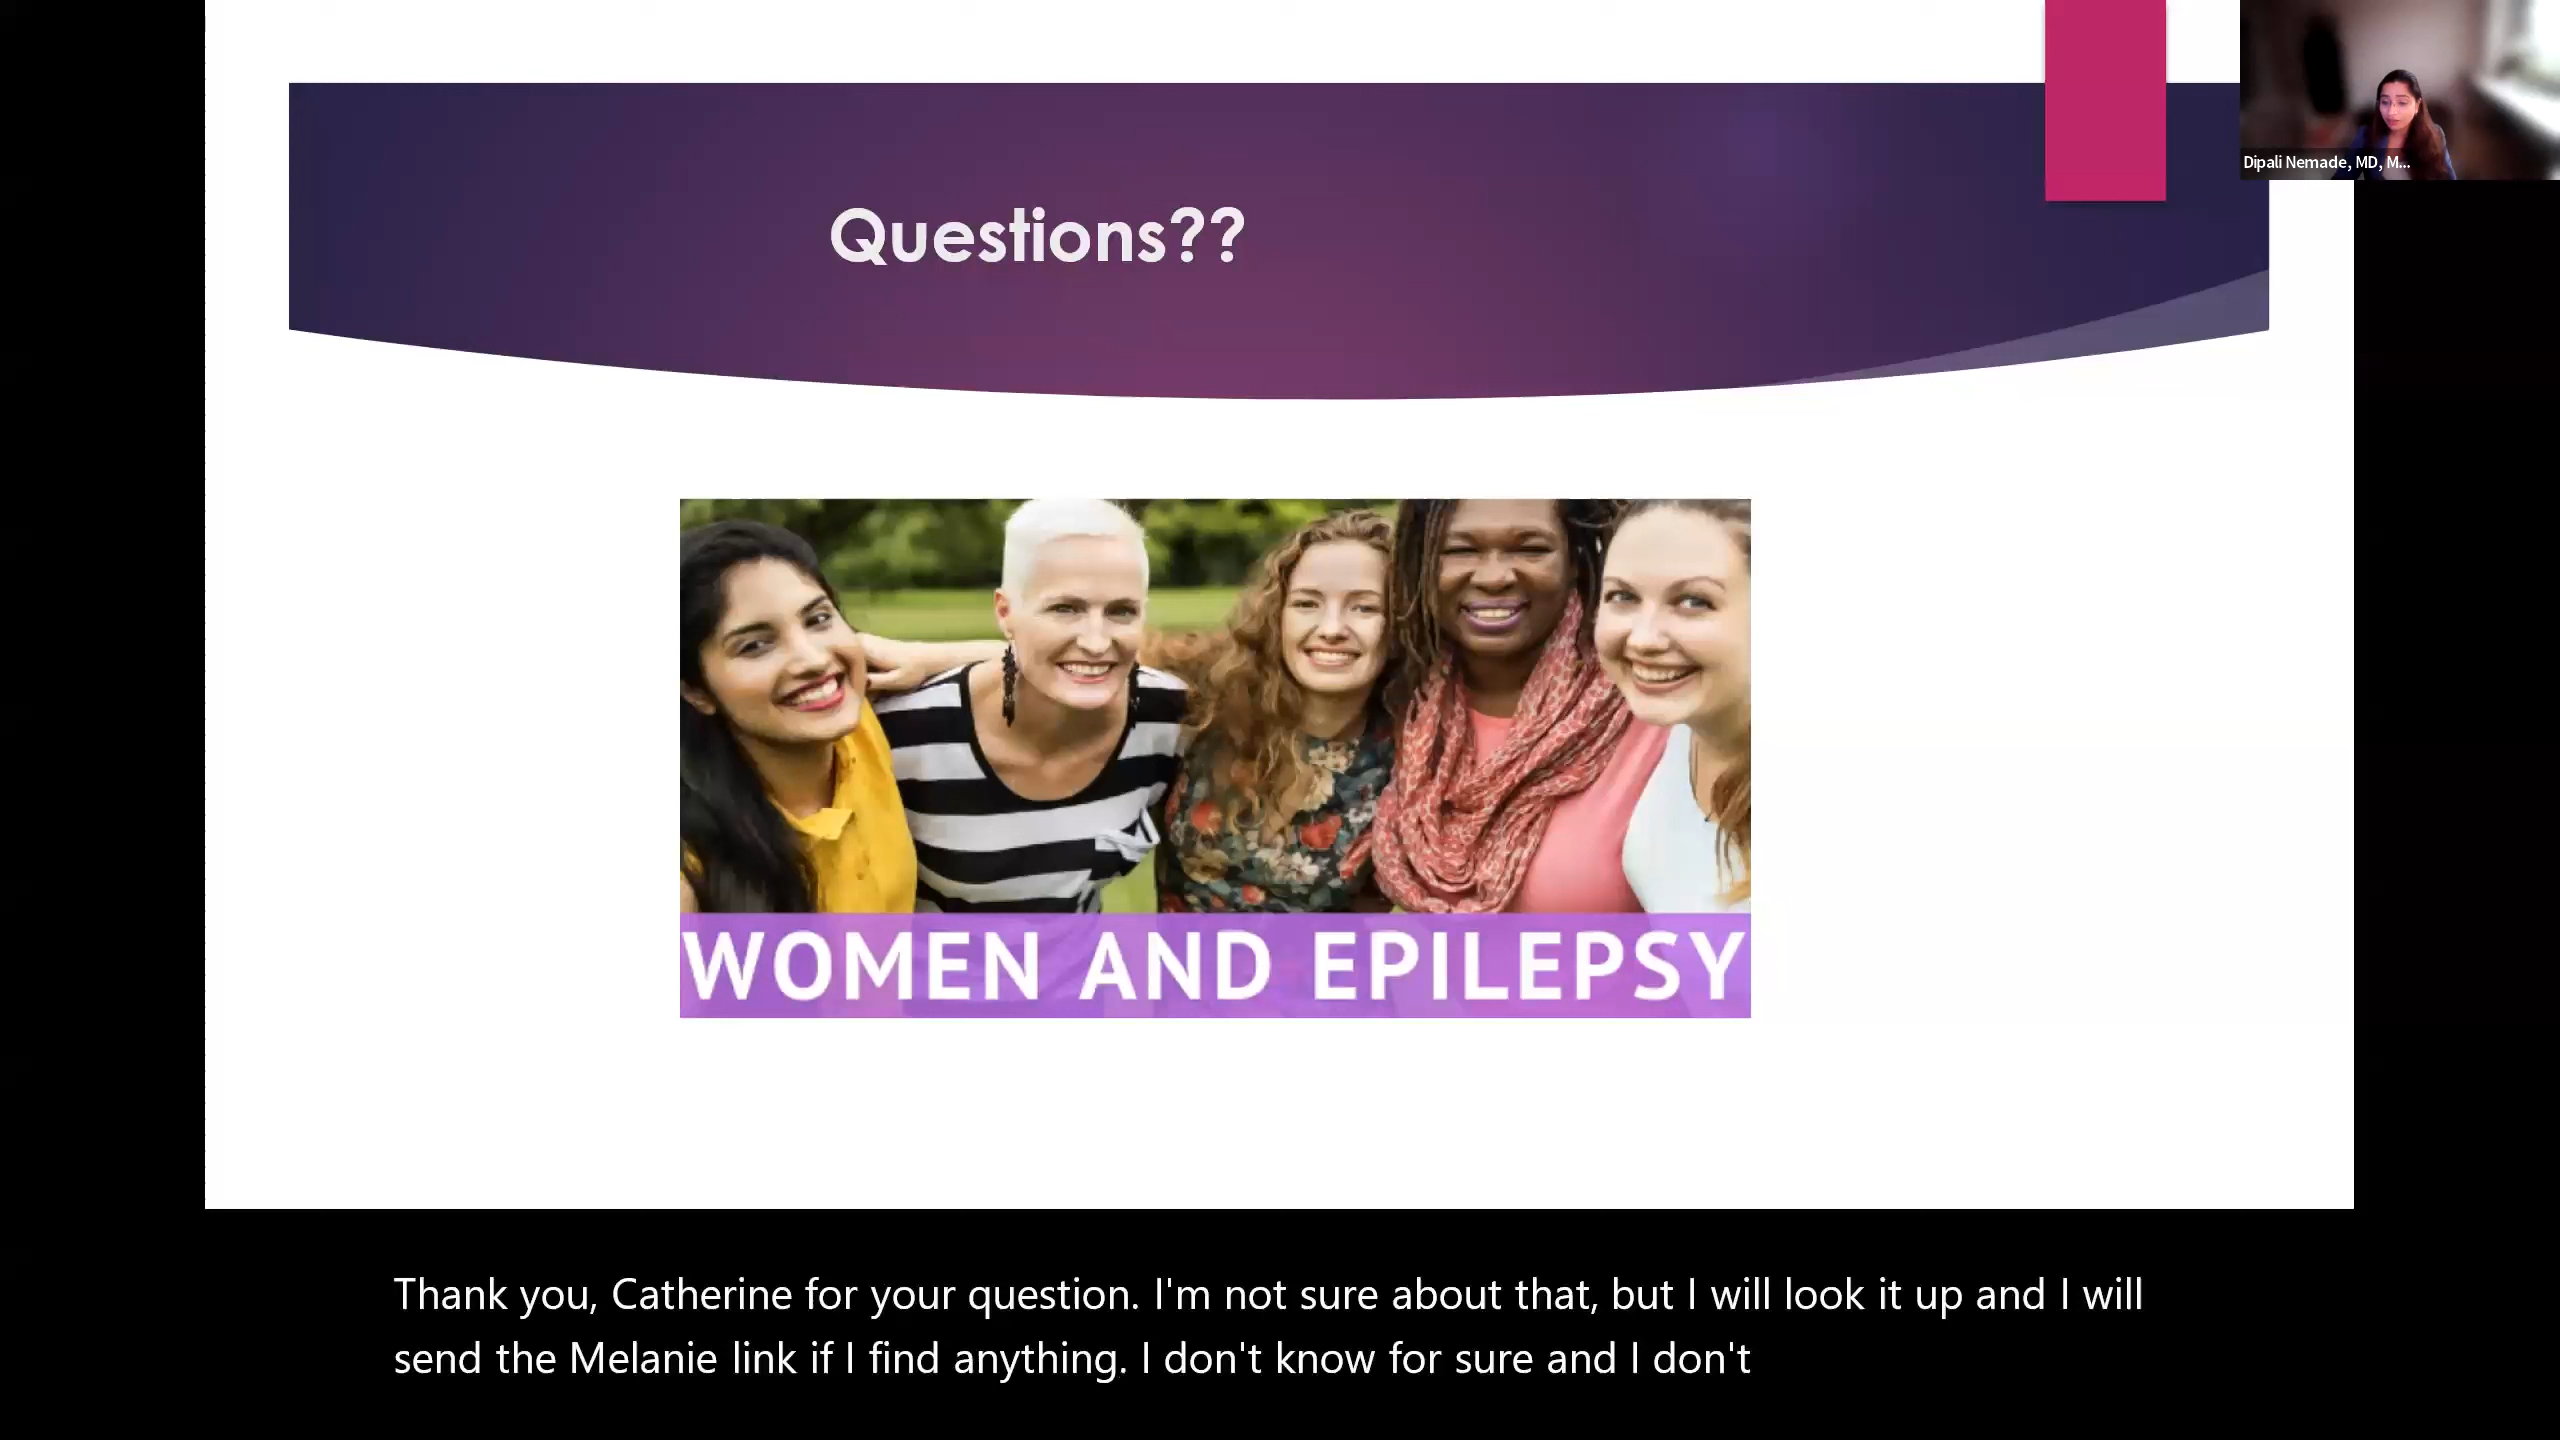 Questions??
Dipali Nemade, MD, M...
WOMEN AND EPILEPSY
Thank you, Catherine for your question. I'm not sure about that, but I will look it up and I will
send the Melanie link if I find anything. I don't know for sure and I don't